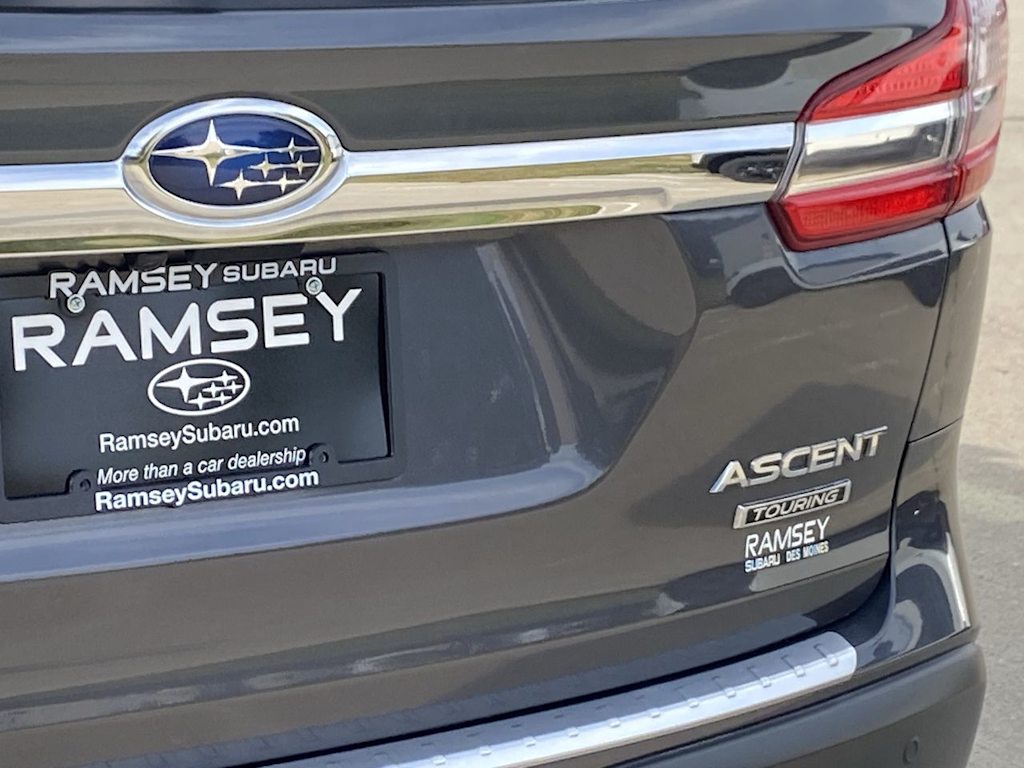 RAMSEY SUBARU
RAMSEY
RamseySubaru.com
More than a car dealership
RamseySubaru.com
ASCENT
TOURING
RAMSEY
SUBARU DES MOINES